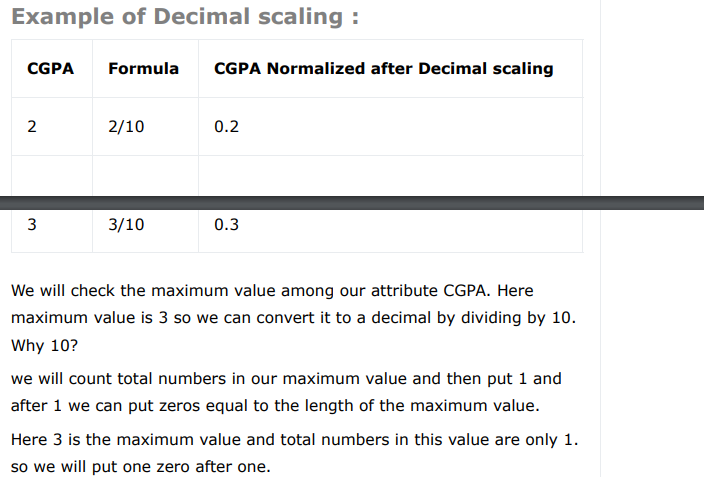 Example of Decimal scaling :
CGPA Formula CGPA Normalized after Decimal scaling
2 2/10 0.2
3 3/10 0.3
We will check the maximum value among our attribute CGPA. Here
maximum value is 3 so we can convert it to a decimal by dividing by 10.
Why 10?
we will count total numbers in our maximum value and then put 1 and
after 1 we can put zeros equal to the length of the maximum value.
Here 3 is the maximum value and total numbers in this value are only 1.
so we will put one zero after one.